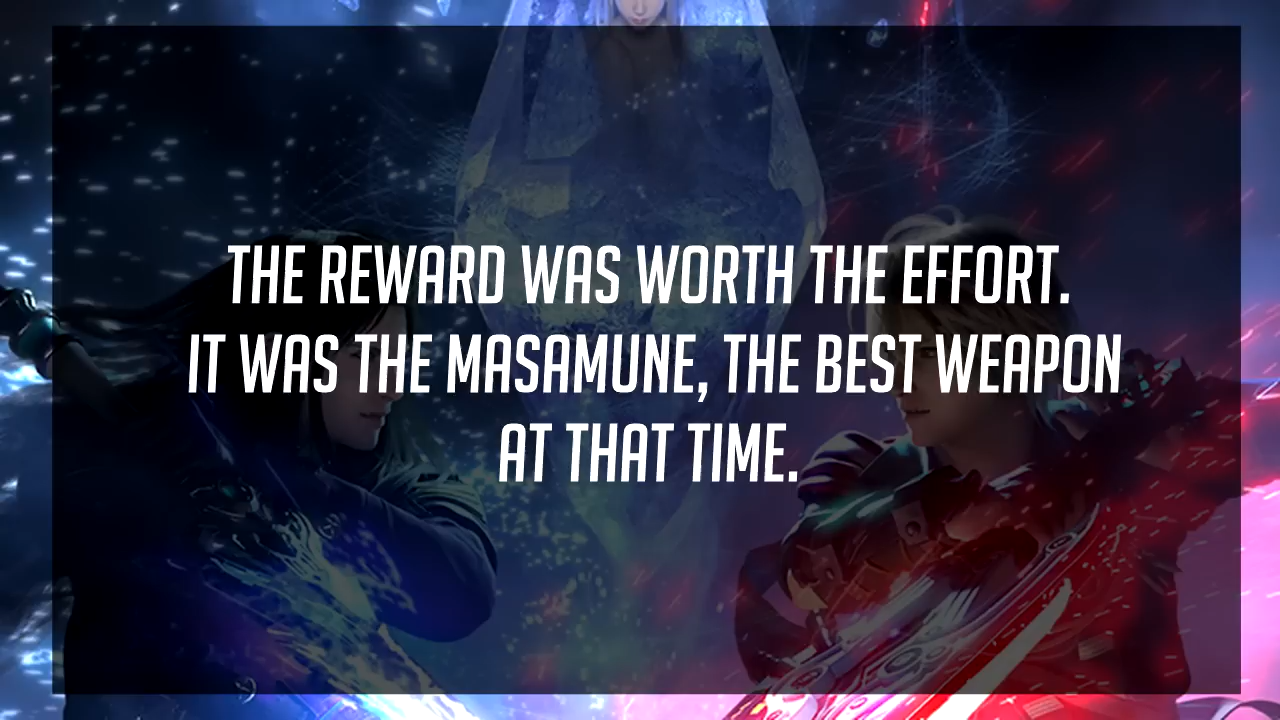 THE REWARD WAS WORTH THE EFFORT.
IT WAS THE MASAMUNE, THE BEST WEAPON
AT THAT TIME.